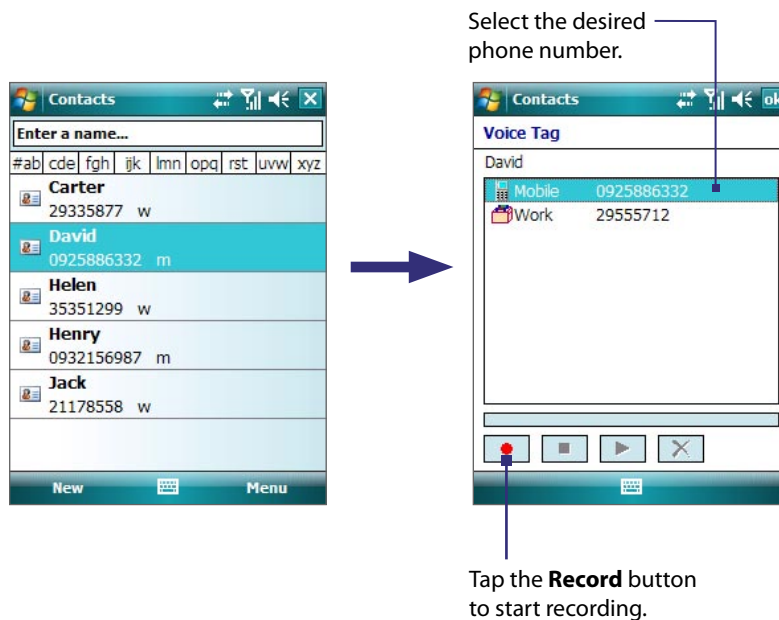 Select the desired
phone number.
Contacts
Enter a name...
#ab cde fgh ijk lmn opq rst uvw xyz
Carter
29335877 w
David
0925886332 m
Helen
35351299 w
Henry
0932156987 m
Jack
21178558 w
New Menu
Contacts ok
Voice Tag
David
Mobile 0925886332
Work 29555712
Tap the Record button
to start recording.